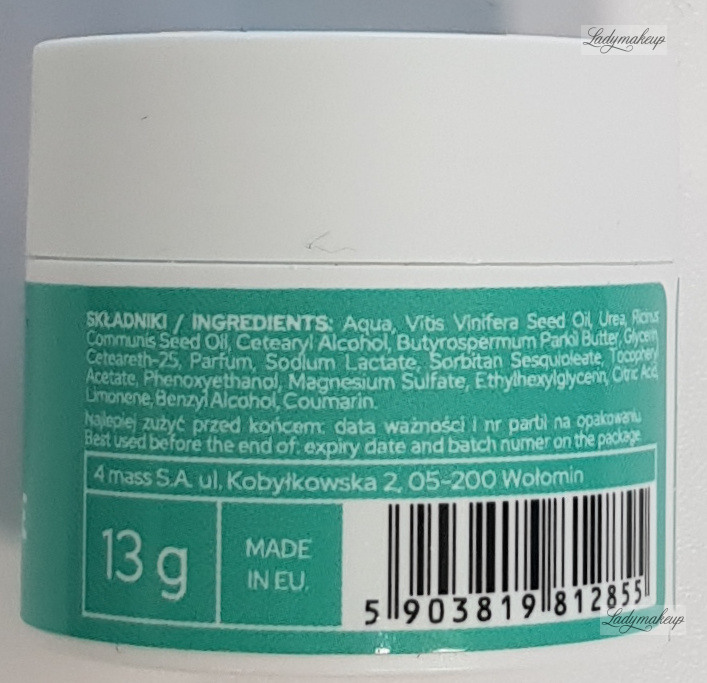 Ladymakeup
SKŁADNIKI / INGREDIENTS: Aqua, Vitis Vinifera Seed Oil, Urea, Ricinus
Communis Seed Oil, Cetearyl Alcohol, Butyrospermum Parkii Butter, Glycerin,
Ceteareth-25, Parfum, Sodium Lactate, Sorbitan Sesquioleate, Tocopheryl
Acetate, Phenoxyethanol, Magnesium Sulfate, Ethylhexylglycerin, Citric Acid,
Limonene, Benzyl Alcohol, Coumarin.
Najlepiej zużyć przed końcem: data ważności i nr partii na opakowaniu.
Best used before the end of: expiry date and batch numer on the package.
4 mass S.A. ul. Kobyłkowska 2, 05-200 Wołomin
13 g
MADE
IN EU.
5 903819 812855
Ladymakeup